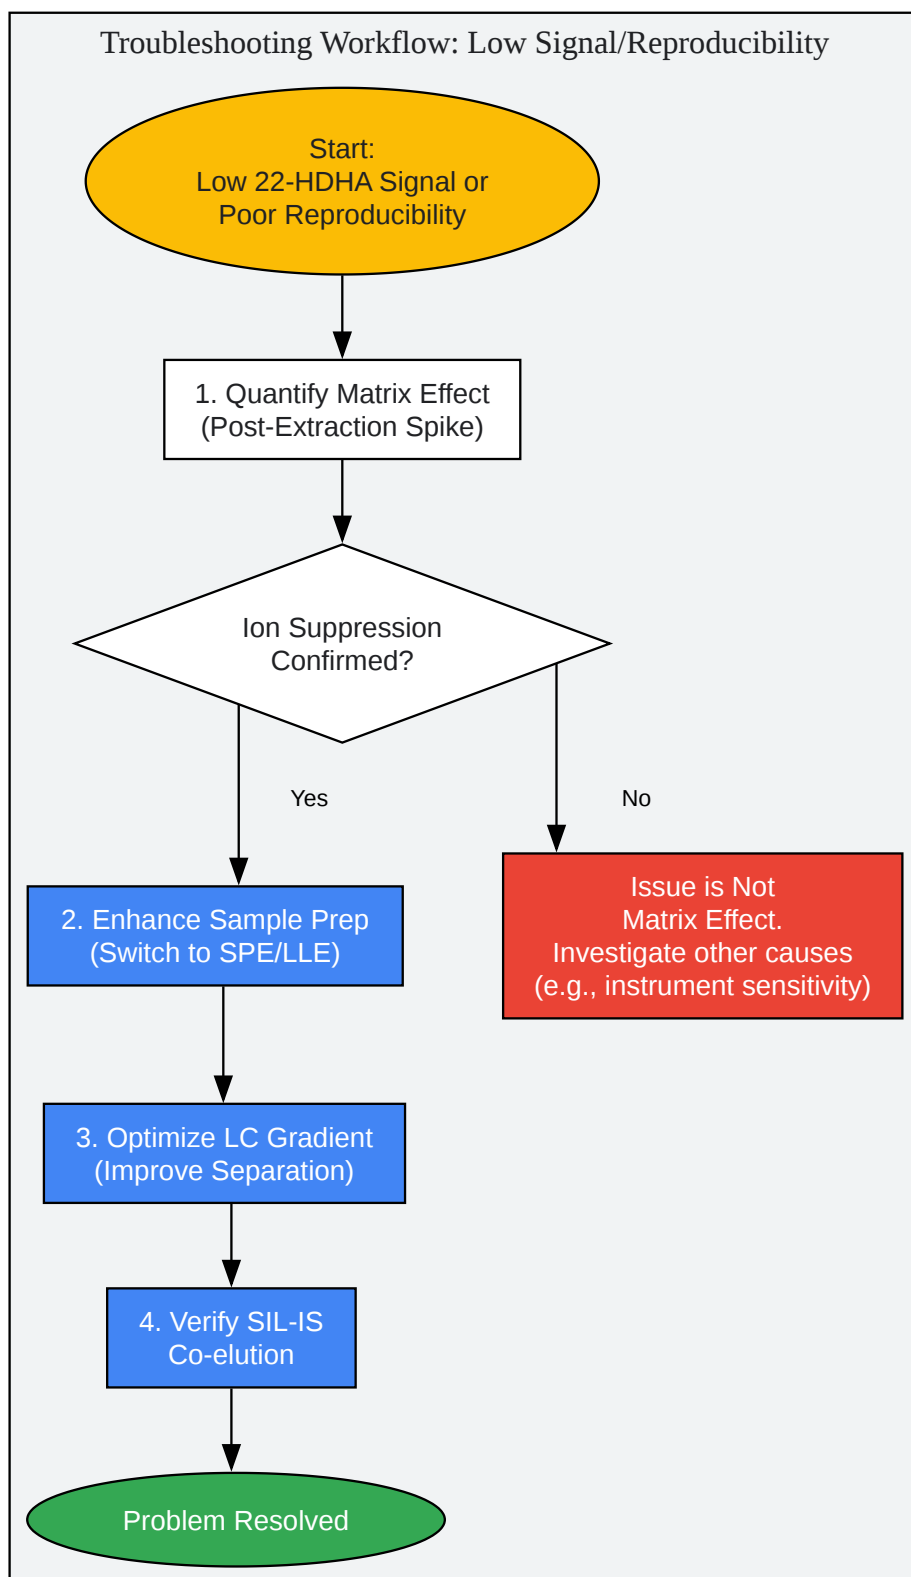 Troubleshooting Workflow: Low Signal/Reproducibility
Start:
Low 22-HDHA Signal or
Poor Reproducibility
1. Quantify Matrix Effect
(Post-Extraction Spike)
Ion Suppression
Confirmed?
Yes
No
2. Enhance Sample Prep
(Switch to SPE/LLE)
Issue is Not
Matrix Effect.
Investigate other causes
(e.g., instrument sensitivity)
3. Optimize LC Gradient
(Improve Separation)
4. Verify SIL-IS
Co-elution
Problem Resolved